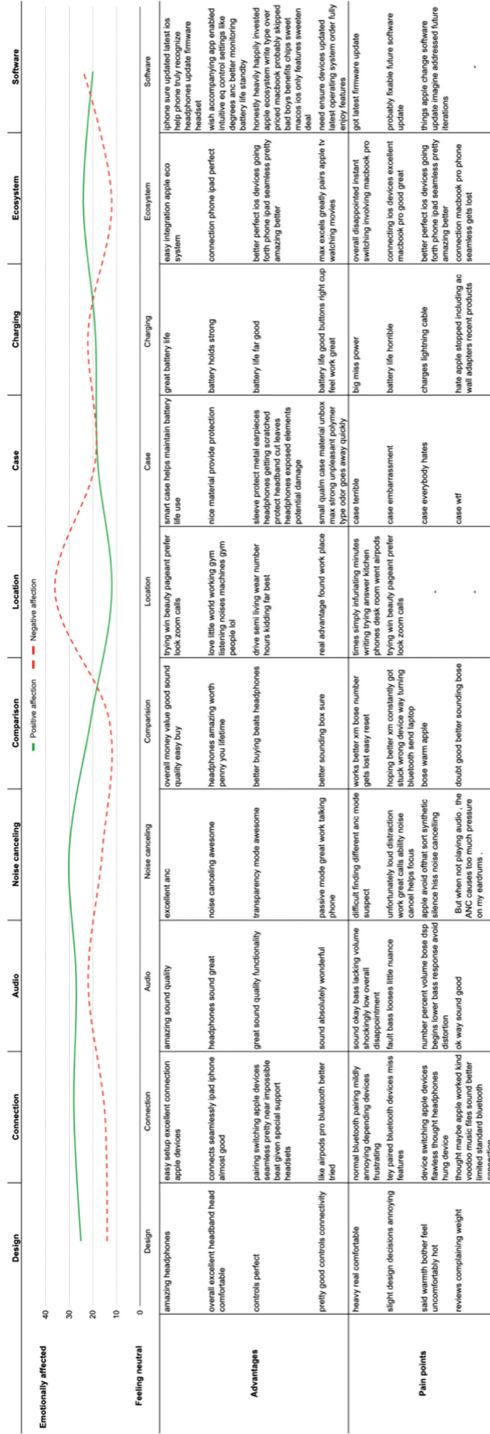 Design Connection Audio Noise canceling Comparison Location Case Charging Ecosystem Software
Positive affection Negative affection
Emotionally affected
40
30
20
10
Feeling neutral 0
Design Connection Audio Noise canceling Comparision Location Case Charging Ecosystem Software
Advantages
amazing headphones
overall excellent headband head
comfortable
controls perfect
pretty good controls connectivity
easy setup excellent connection
apple devices
connects seamlessly ipad iphone
almost good
pairing switching apple devices
seamless pretty near impossible
beat given special support
headsets
like airpods pro bluetooth better
tried
amazing sound quality
headphones sound great
great sound quality functionality
sound absolutely wonderful
excellent anc
noise canceling awesome
transparency mode awesome
passive mode great work talking
phone
overall money value good sound
quality easy buy
headphones amazing worth
penny you lifetime
better buying beats headphones
better sounding box sure
trying win beauty pageant prefer
look zoom calls
love little world working gym
listening noises machines gym
people lol
drive semi living wear number
hours kidding far best
real advantage found work place
smart case helps maintain battery
life use
nice material provide protection
sleeve protect metal earpieces
headphones getting scratched
protect headband cut leaves
headphones exposed elements
potential damage
small qualm case material unbox
max strong unpleasant polymer
type odor goes away quickly
great battery life
battery holds strong
battery life far good
battery life good buttons right cup
feel work great
easy integration apple eco
system
connection phone ipad perfect
better perfect ios devices going
forth phone ipad seamless pretty
amazing better
max excels greatly pairs apple tv
watching movies
iphone sure updated latest ios
help phone truly recognize
headphones update firmware
headset
wish accompanying app enabled
intuitive eq control settings like
degrees anc better monitoring
battery life standby
honestly heavily happily invested
apple ecosystem write type over
priced macbook probably skipped
bad boys benefits chips sweet
macos ios only features sweeten
deal
need ensure devices updated
latest operating system order fully
enjoy features
Pain points
heavy real comfortable
slight design decisions annoying
said warmth bother feel
uncomfortably hot
reviews complaining weight
normal bluetooth pairing mildly
annoying depending devices
frustrating
tey paired bluetooth devices miss
features
device switching apple devices
flawless thought headphones
hung device
thought maybe apple worked kind
voodoo music files sound better
limited standard bluetooth
sound okay bass lacking volume
shockingly low overall
disappointment
fault bass looses little nuance
number percent volume bose dsp
begins lower bass response avoid
distortion
ok way sound good
difficult finding different anc mode
suspect
unfortunately loud distraction
work great calls ability noise
cancel helps focus
apple avoid ofthat sort synthetic
silence hiss noise cancelling
But when not playing audio , the
ANC causes too much pressure
on my eardrums .
works better xm bose number
gets lost easy reset
hoping better xm constantly got
stuck wrong device way turning
bluetooth send laptop
bose warm apple
doubt good better sounding bose
times simply infuriating minutes
writing trying answer kitchen
phones desk room went airpods
trying win beauty pageant prefer
look zoom calls
-
-
case terrible
case embarrassment
case everybody hates
case wtf
big miss power
battery life horrible
charges lightning cable
hate apple stopped including ac
wall adapters recent products
overall disappointed instant
switching involving macbook pro
connecting ios devices excellent
macbook pro good great
better perfect ios devices going
forth phone ipad seamless pretty
amazing better
connection macbook pro phone
seamless gets lost
got latest firmware update
probably fixable future software
update
things apple change software
update imagine addressed future
iterations
-